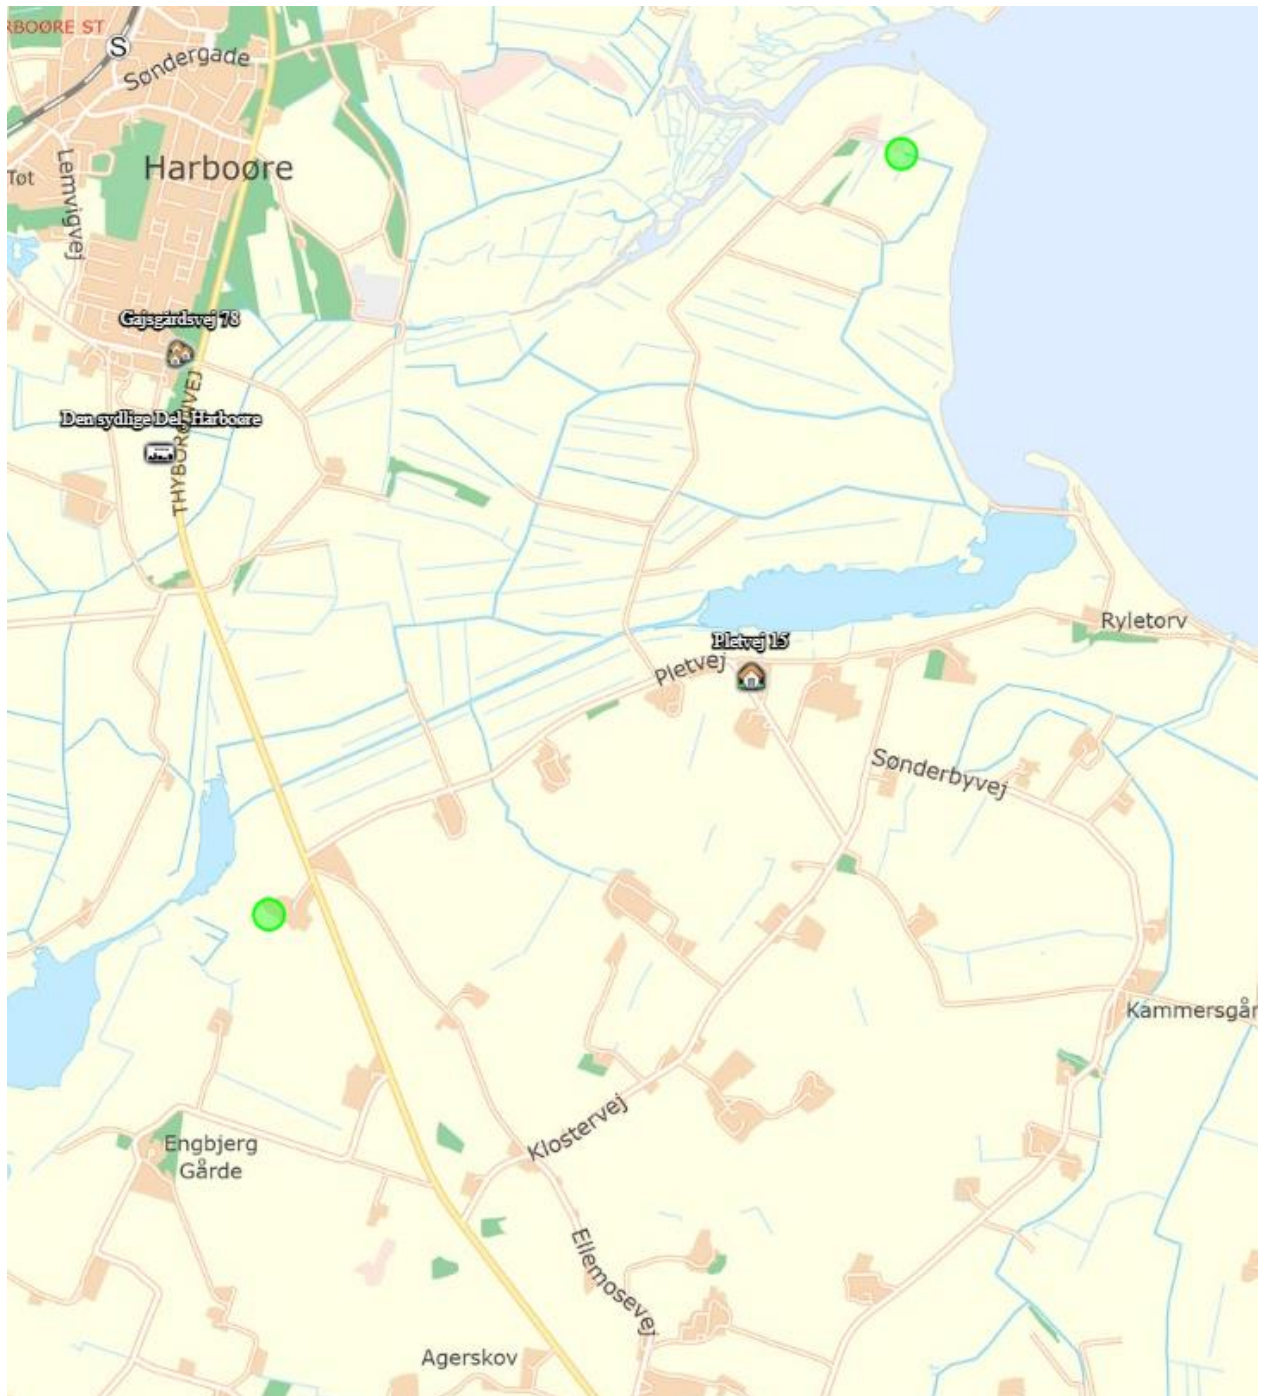 RBOØRE ST
S
Søndergade
Lemvigvej
Tøt
Harboøre
Gajsgårdsvej 78
Den sydlige Del, Harboøre
THYBORØNVEJ
Ryletorv
Pletvej 15
Pletvej
Sønderbyvej
Kammersgår
Klostervej
Engbjerg
Gårde
Ellemosevej
Agerskov